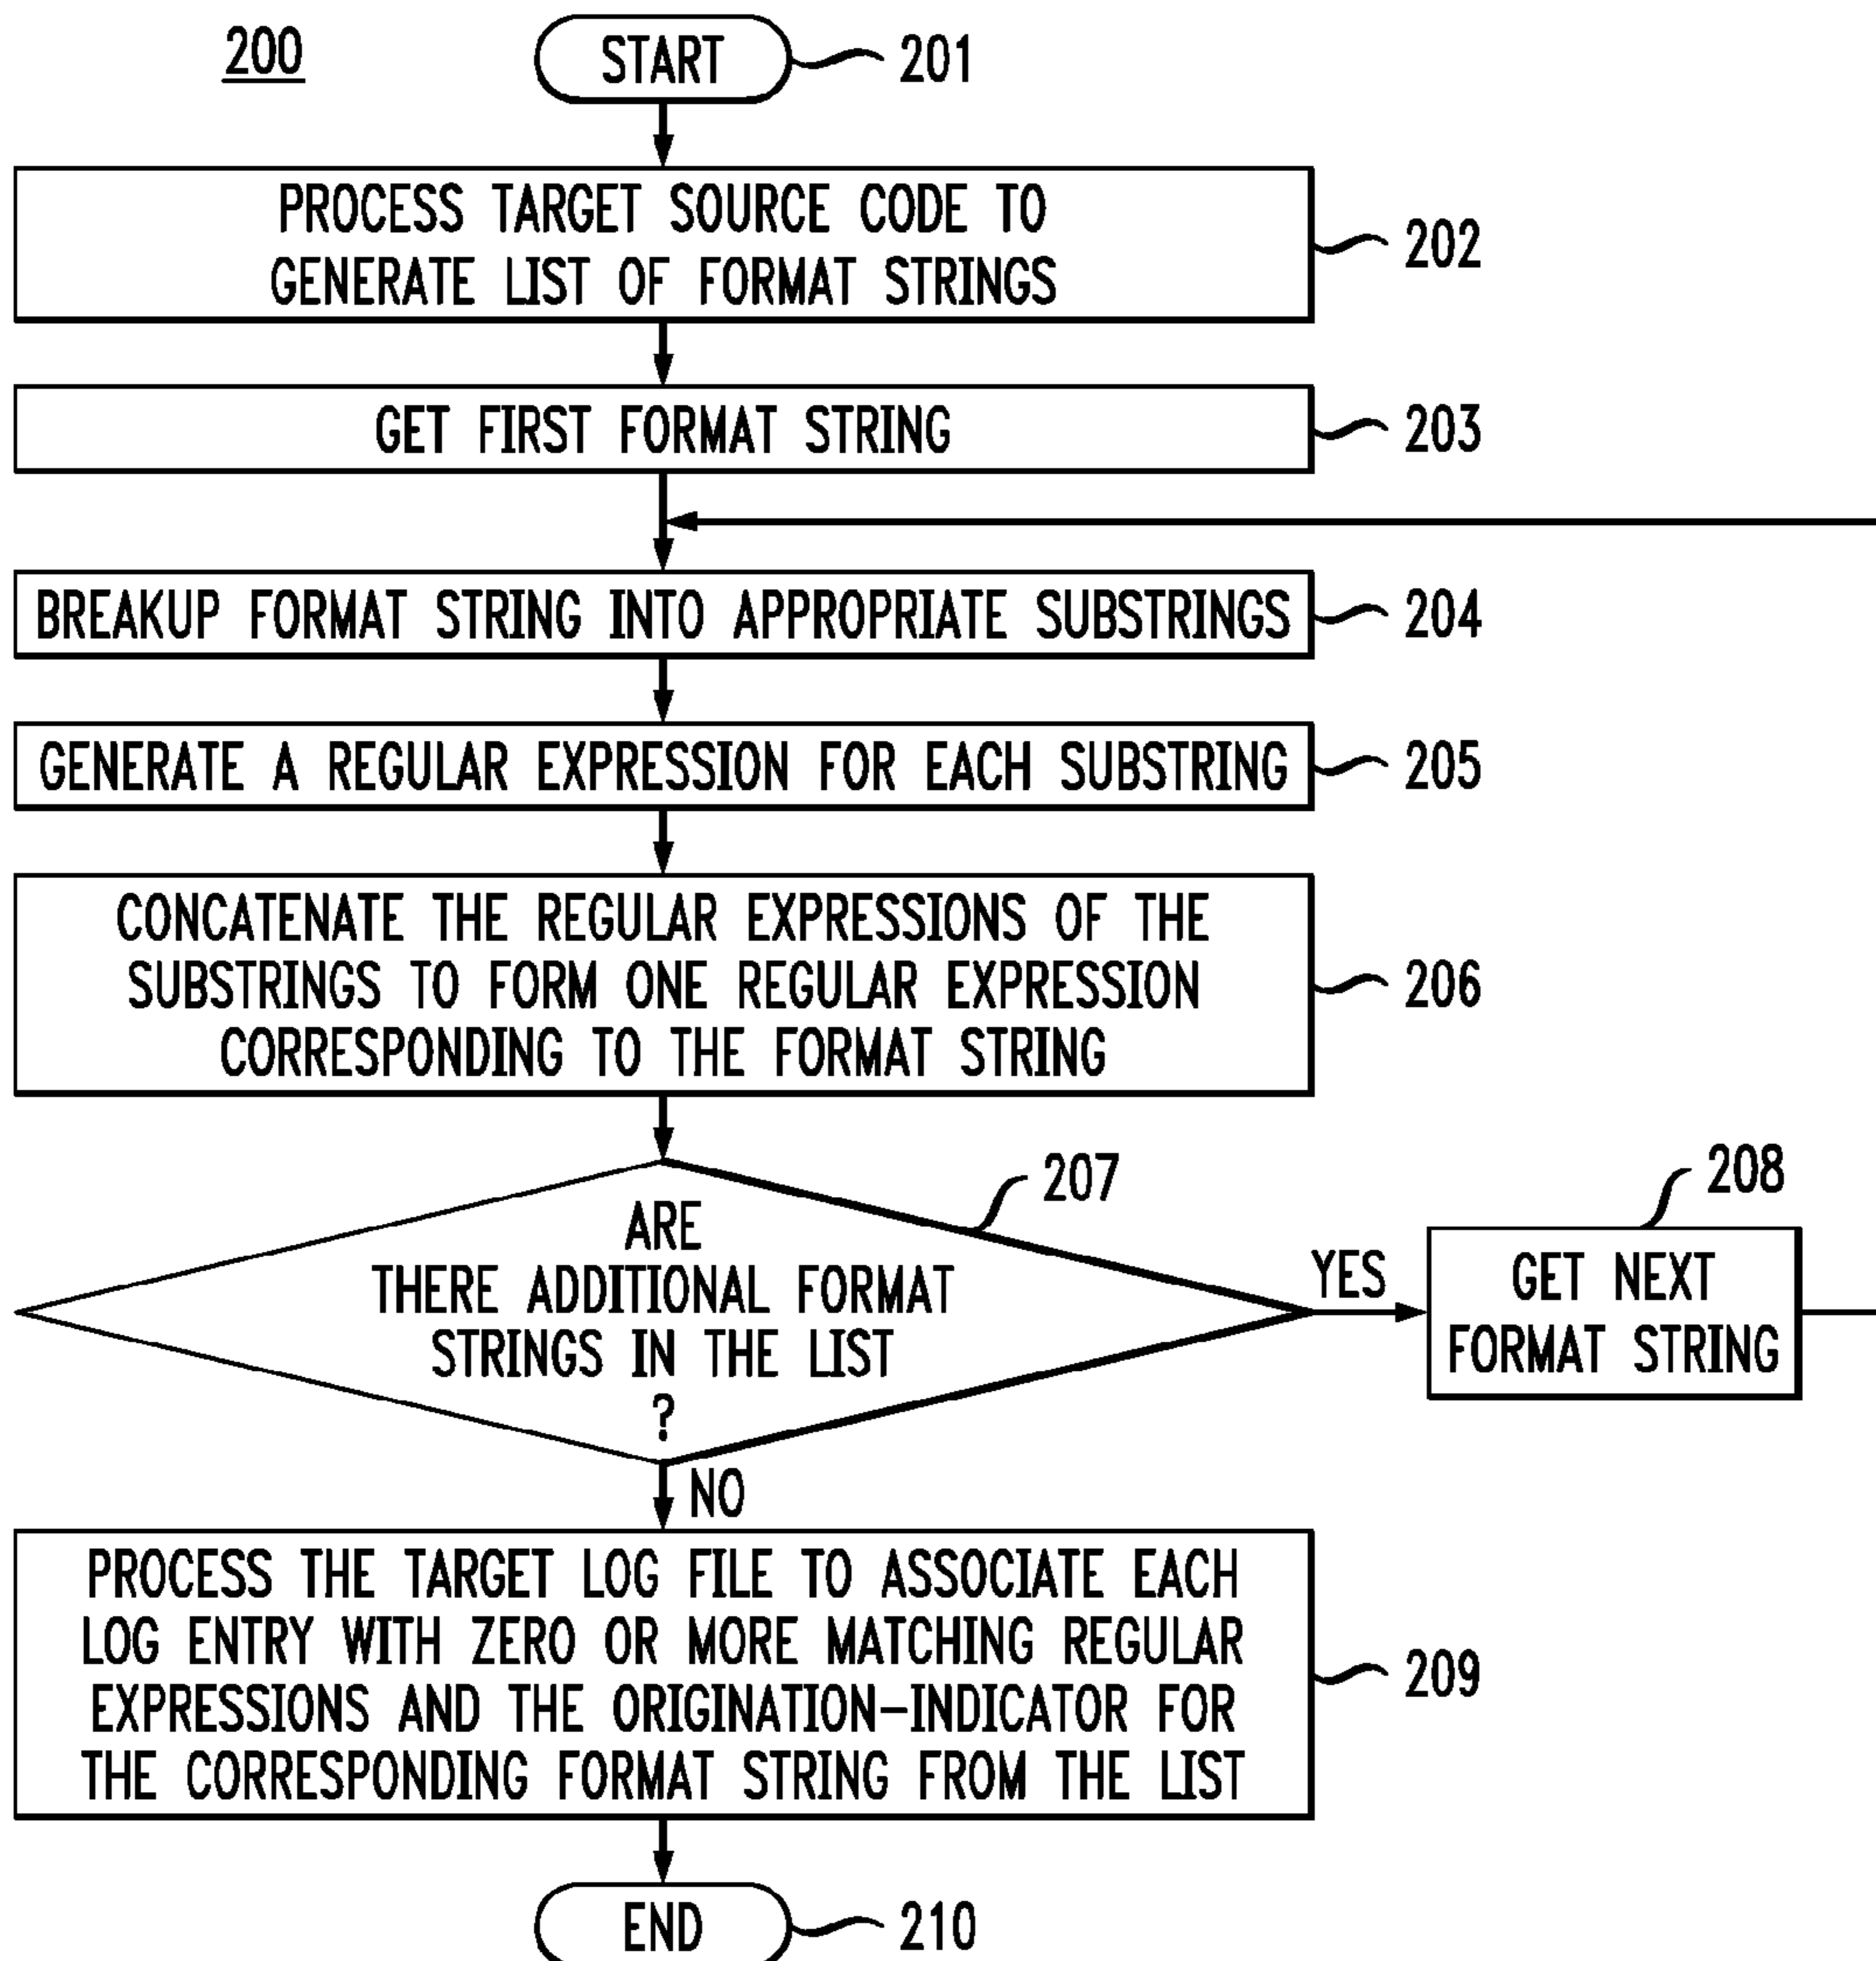 200
START
201
PROCESS TARGET SOURCE CODE TO
GENERATE LIST OF FORMAT STRINGS
202
GET FIRST FORMAT STRING
203
BREAKUP FORMAT STRING INTO APPROPRIATE SUBSTRINGS
204
GENERATE A REGULAR EXPRESSION FOR EACH SUBSTRING
205
CONCATENATE THE REGULAR EXPRESSIONS OF THE
SUBSTRINGS TO FORM ONE REGULAR EXPRESSION
CORRESPONDING TO THE FORMAT STRING
206
ARE
THERE ADDITIONAL FORMAT
STRINGS IN THE LIST
?
207
YES
208
GET NEXT
FORMAT STRING
NO
PROCESS THE TARGET LOG FILE TO ASSOCIATE EACH
LOG ENTRY WITH ZERO OR MORE MATCHING REGULAR
EXPRESSIONS AND THE ORIGINATION-INDICATOR FOR
THE CORRESPONDING FORMAT STRING FROM THE LIST
209
END
210